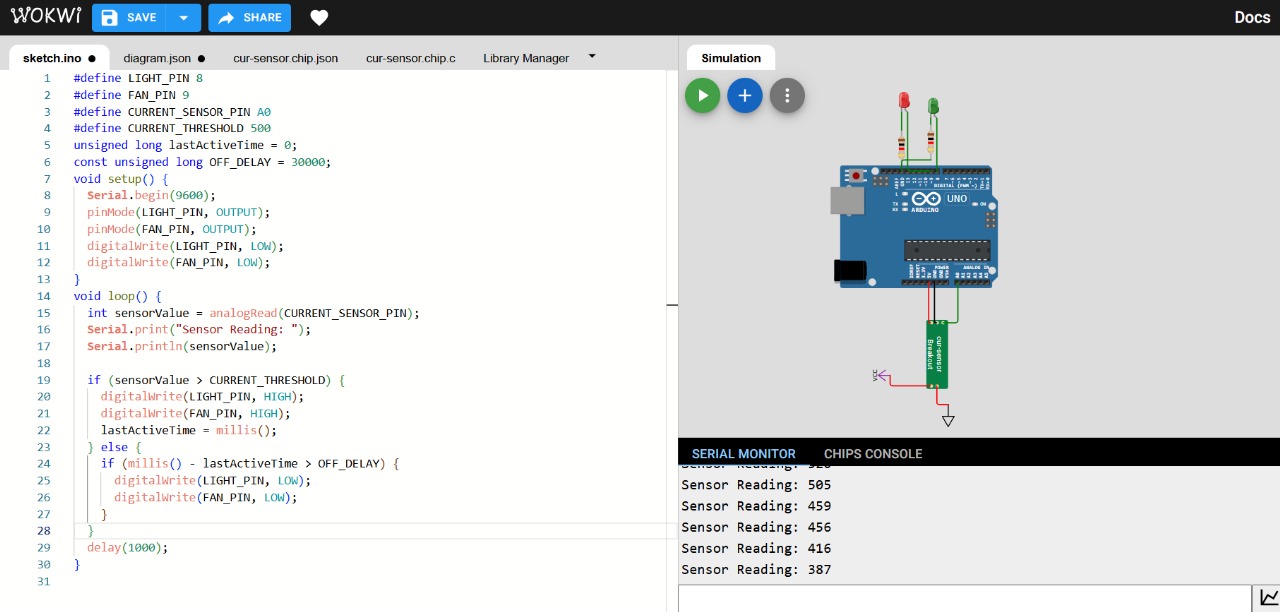 WOKWi SAVE SHARE Docs
sketch.ino ● diagram.json ● cur-sensor.chip.json cur-sensor.chip.c Library Manager
Simulation
1 #define LIGHT_PIN 8
2 #define FAN_PIN 9
3 #define CURRENT_SENSOR_PIN A0
4 #define CURRENT_THRESHOLD 500
5 unsigned long lastActiveTime = 0;
6 const unsigned long OFF_DELAY = 30000;
7 void setup() {
8 Serial.begin(9600);
9 pinMode(LIGHT_PIN, OUTPUT);
10 pinMode(FAN_PIN, OUTPUT);
11 digitalWrite(LIGHT_PIN, LOW);
12 digitalWrite(FAN_PIN, LOW);
13 }
14 void loop() {
15 int sensorValue = analogRead(CURRENT_SENSOR_PIN);
16 Serial.print("Sensor Reading: ");
17 Serial.println(sensorValue);
18
19 if (sensorValue > CURRENT_THRESHOLD) {
20 digitalWrite(LIGHT_PIN, HIGH);
21 digitalWrite(FAN_PIN, HIGH);
22 lastActiveTime = millis();
23 } else {
24 if (millis() - lastActiveTime > OFF_DELAY) {
25 digitalWrite(LIGHT_PIN, LOW);
26 digitalWrite(FAN_PIN, LOW);
27 }
28 }
29 delay(1000);
30 }
31
DIGITAL (PWM ~)
L
TX
RX
UNO
ARDUINO
ON
POWER
ANALOG IN
cur-sensor
Breakout
VCC
SERIAL MONITOR CHIPS CONSOLE
Sensor Reading:
Sensor Reading: 505
Sensor Reading: 459
Sensor Reading: 456
Sensor Reading: 416
Sensor Reading: 387